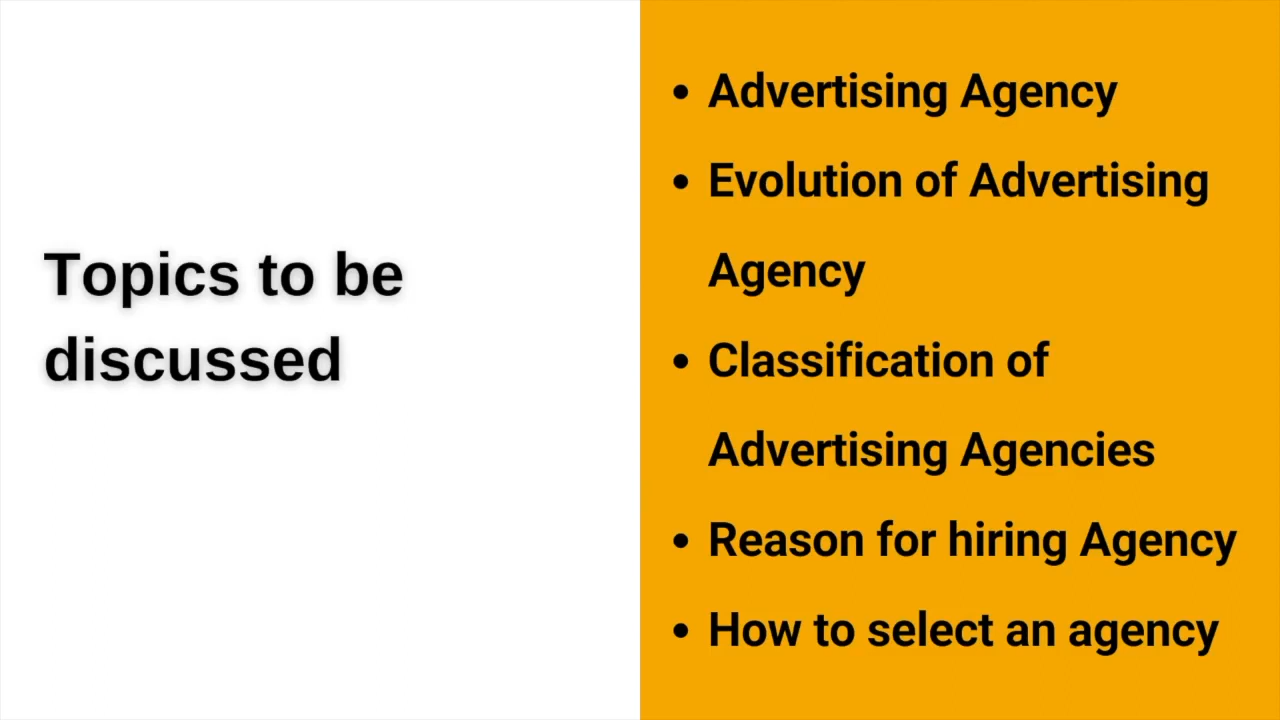 Topics to be
discussed
• Advertising Agency
• Evolution of Advertising
Agency
• Classification of
Advertising Agencies
• Reason for hiring Agency
• How to select an agency